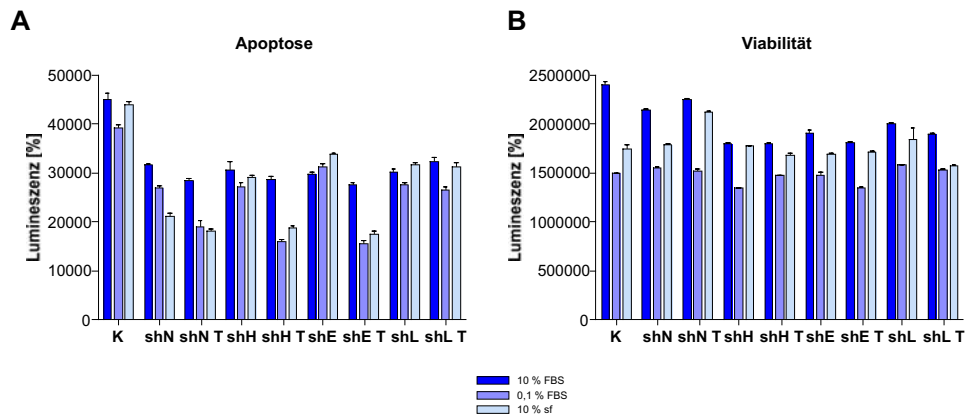 A
Apoptose
Lumineszenz [%]
50000
40000
30000
20000
10000
0
K shN shN T shH shH T shE shE T shL shL T
B
Viabilität
Lumineszenz [%]
2500000
2000000
1500000
1000000
500000
0
K shN shN T shH shH T shE shE T shL shL T
10 % FBS
0,1 % FBS
10 % sf